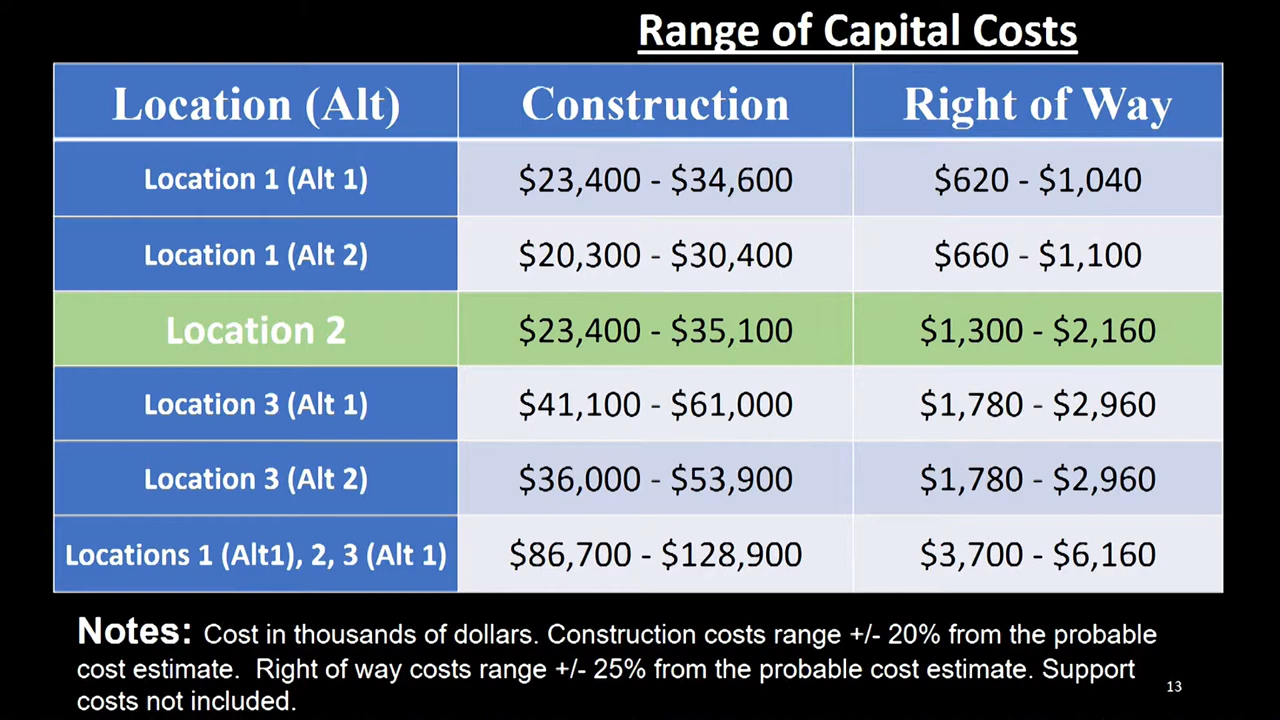 Range of Capital Costs
Location (Alt) Construction Right of Way
Location 1 (Alt 1) $23,400 - $34,600 $620 - $1,040
Location 1 (Alt 2) $20,300 - $30,400 $660 - $1,100
Location 2 $23,400 - $35,100 $1,300 - $2,160
Location 3 (Alt 1) $41,100 - $61,000 $1,780 - $2,960
Location 3 (Alt 2) $36,000 - $53,900 $1,780 - $2,960
Locations 1 (Alt1), 2, 3 (Alt 1) $86,700 - $128,900 $3,700 - $6,160
Notes: Cost in thousands of dollars. Construction costs range +/- 20% from the probable
cost estimate. Right of way costs range +/- 25% from the probable cost estimate. Support
costs not included.
13